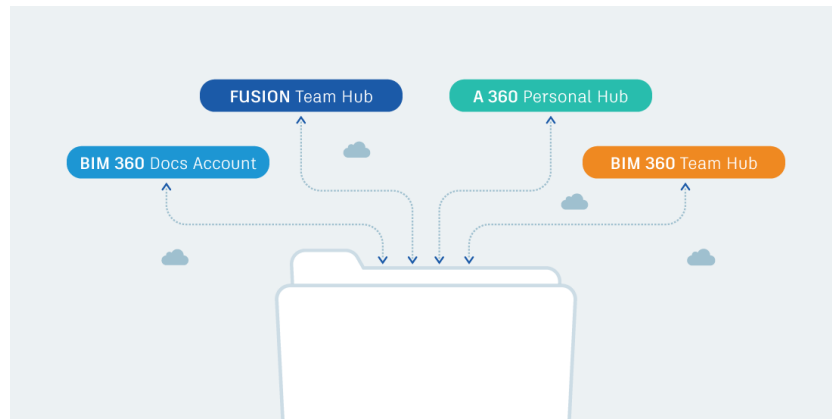 FUSION Team Hub
A 360 Personal Hub
BIM 360 Docs Account
BIM 360 Team Hub